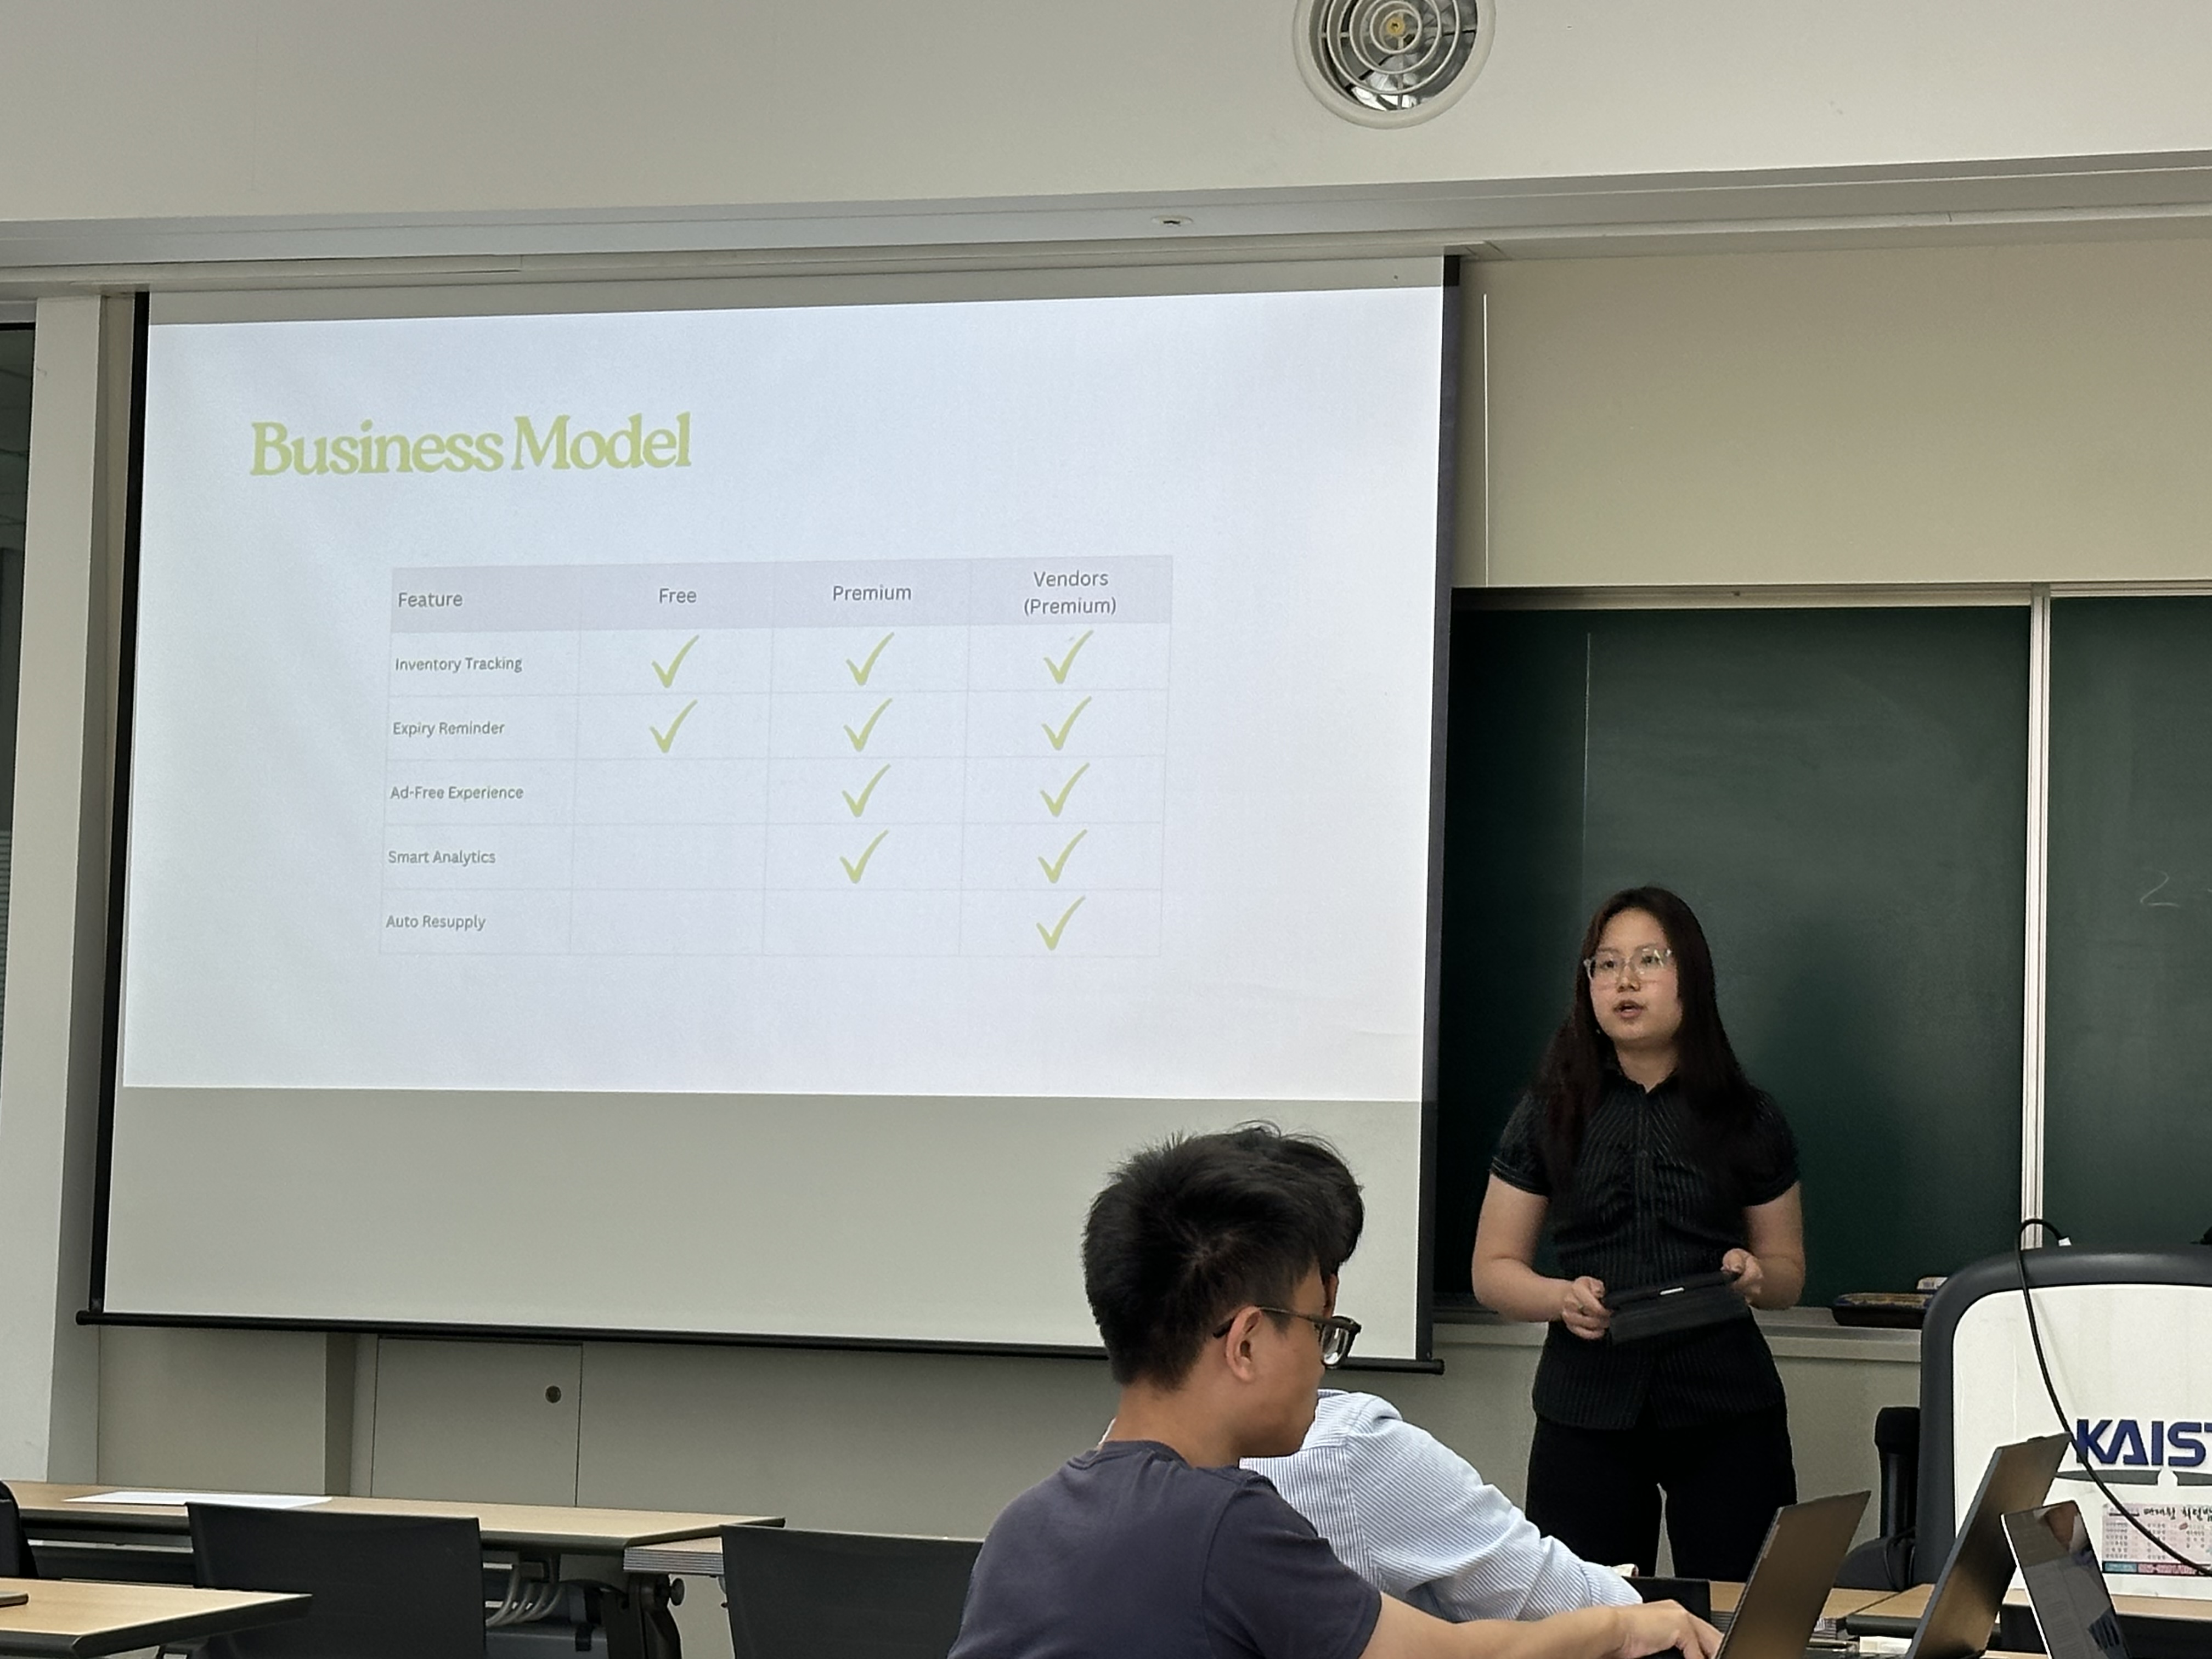 Business Model
Feature Free Premium Vendors
(Premium)
Inventory Tracking
Expiry Reminder
Ad-Free Experience
Smart Analytics
Auto Resupply
2
KAIST